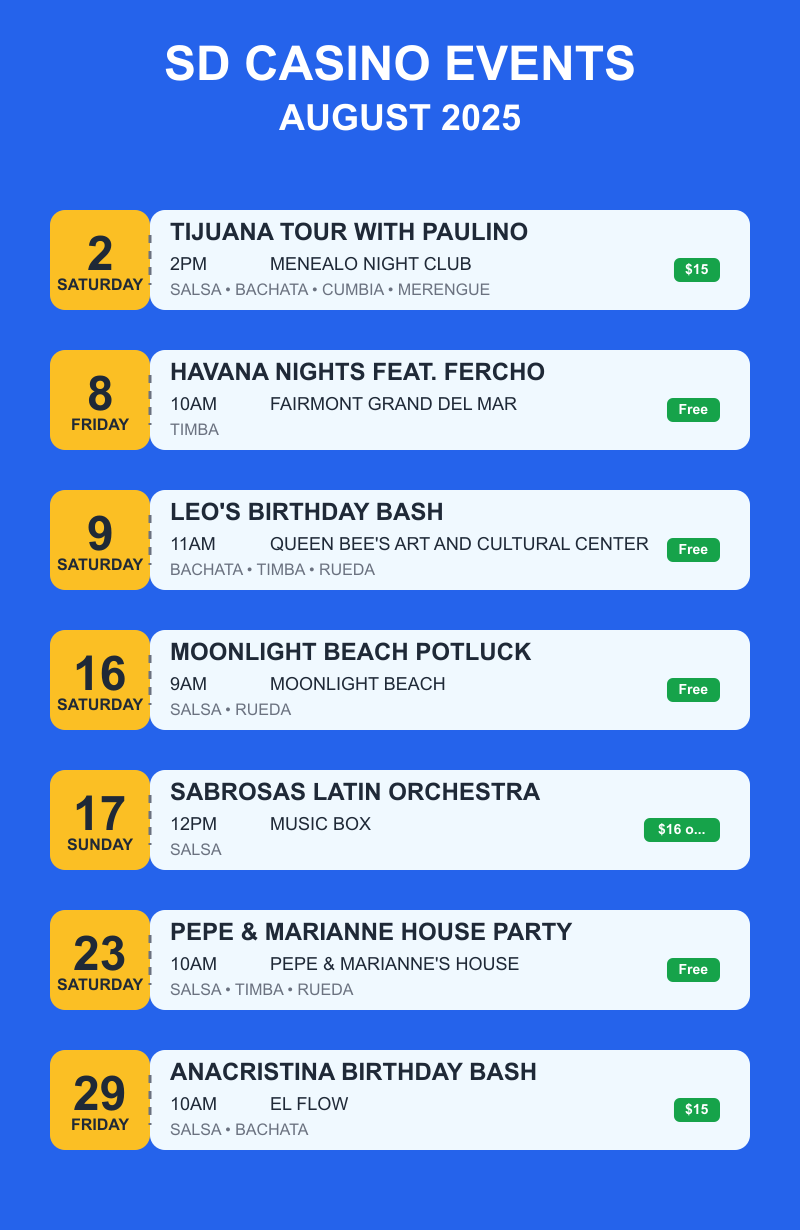 SD CASINO EVENTS
AUGUST 2025
2
SATURDAY
TIJUANA TOUR WITH PAULINO
2PM MENEALO NIGHT CLUB
$15
SALSA • BACHATA • CUMBIA • MERENGUE
8
FRIDAY
HAVANA NIGHTS FEAT. FERCHO
10AM FAIRMONT GRAND DEL MAR
Free
TIMBA
9
SATURDAY
LEO'S BIRTHDAY BASH
11AM QUEEN BEE'S ART AND CULTURAL CENTER
Free
BACHATA • TIMBA • RUEDA
16
SATURDAY
MOONLIGHT BEACH POTLUCK
9AM MOONLIGHT BEACH
Free
SALSA • RUEDA
17
SUNDAY
SABROSAS LATIN ORCHESTRA
12PM MUSIC BOX
$16 o...
SALSA
23
SATURDAY
PEPE & MARIANNE HOUSE PARTY
10AM PEPE & MARIANNE'S HOUSE
Free
SALSA • TIMBA • RUEDA
29
FRIDAY
ANACRISTINA BIRTHDAY BASH
10AM EL FLOW
$15
SALSA • BACHATA